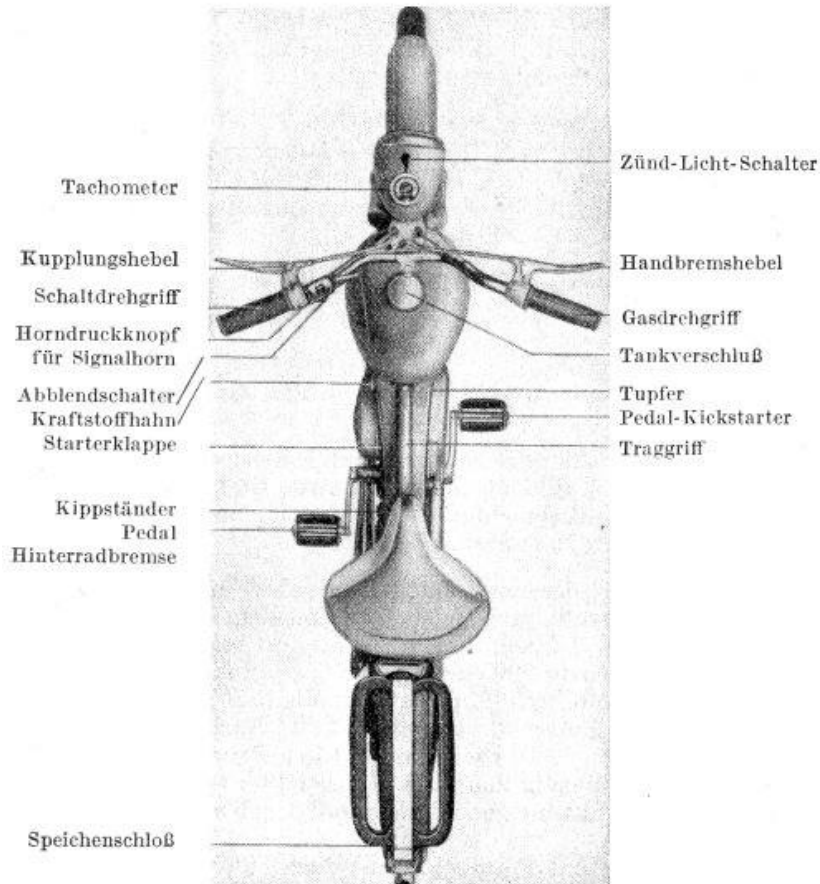 Tachometer
Kupplungshebel
Schaltdrehgriff
Horndruckknopf
für Signalhorn
Abblendschalter
Kraftstoffhahn
Starterklappe
Kippständer
Pedal
Hinterradbremse
Speichenschloß
Zünd-Licht-Schalter
Handbremshebel
Gasdrehgriff
Tankverschluß
Tupfer
Pedal-Kickstarter
Traggriff